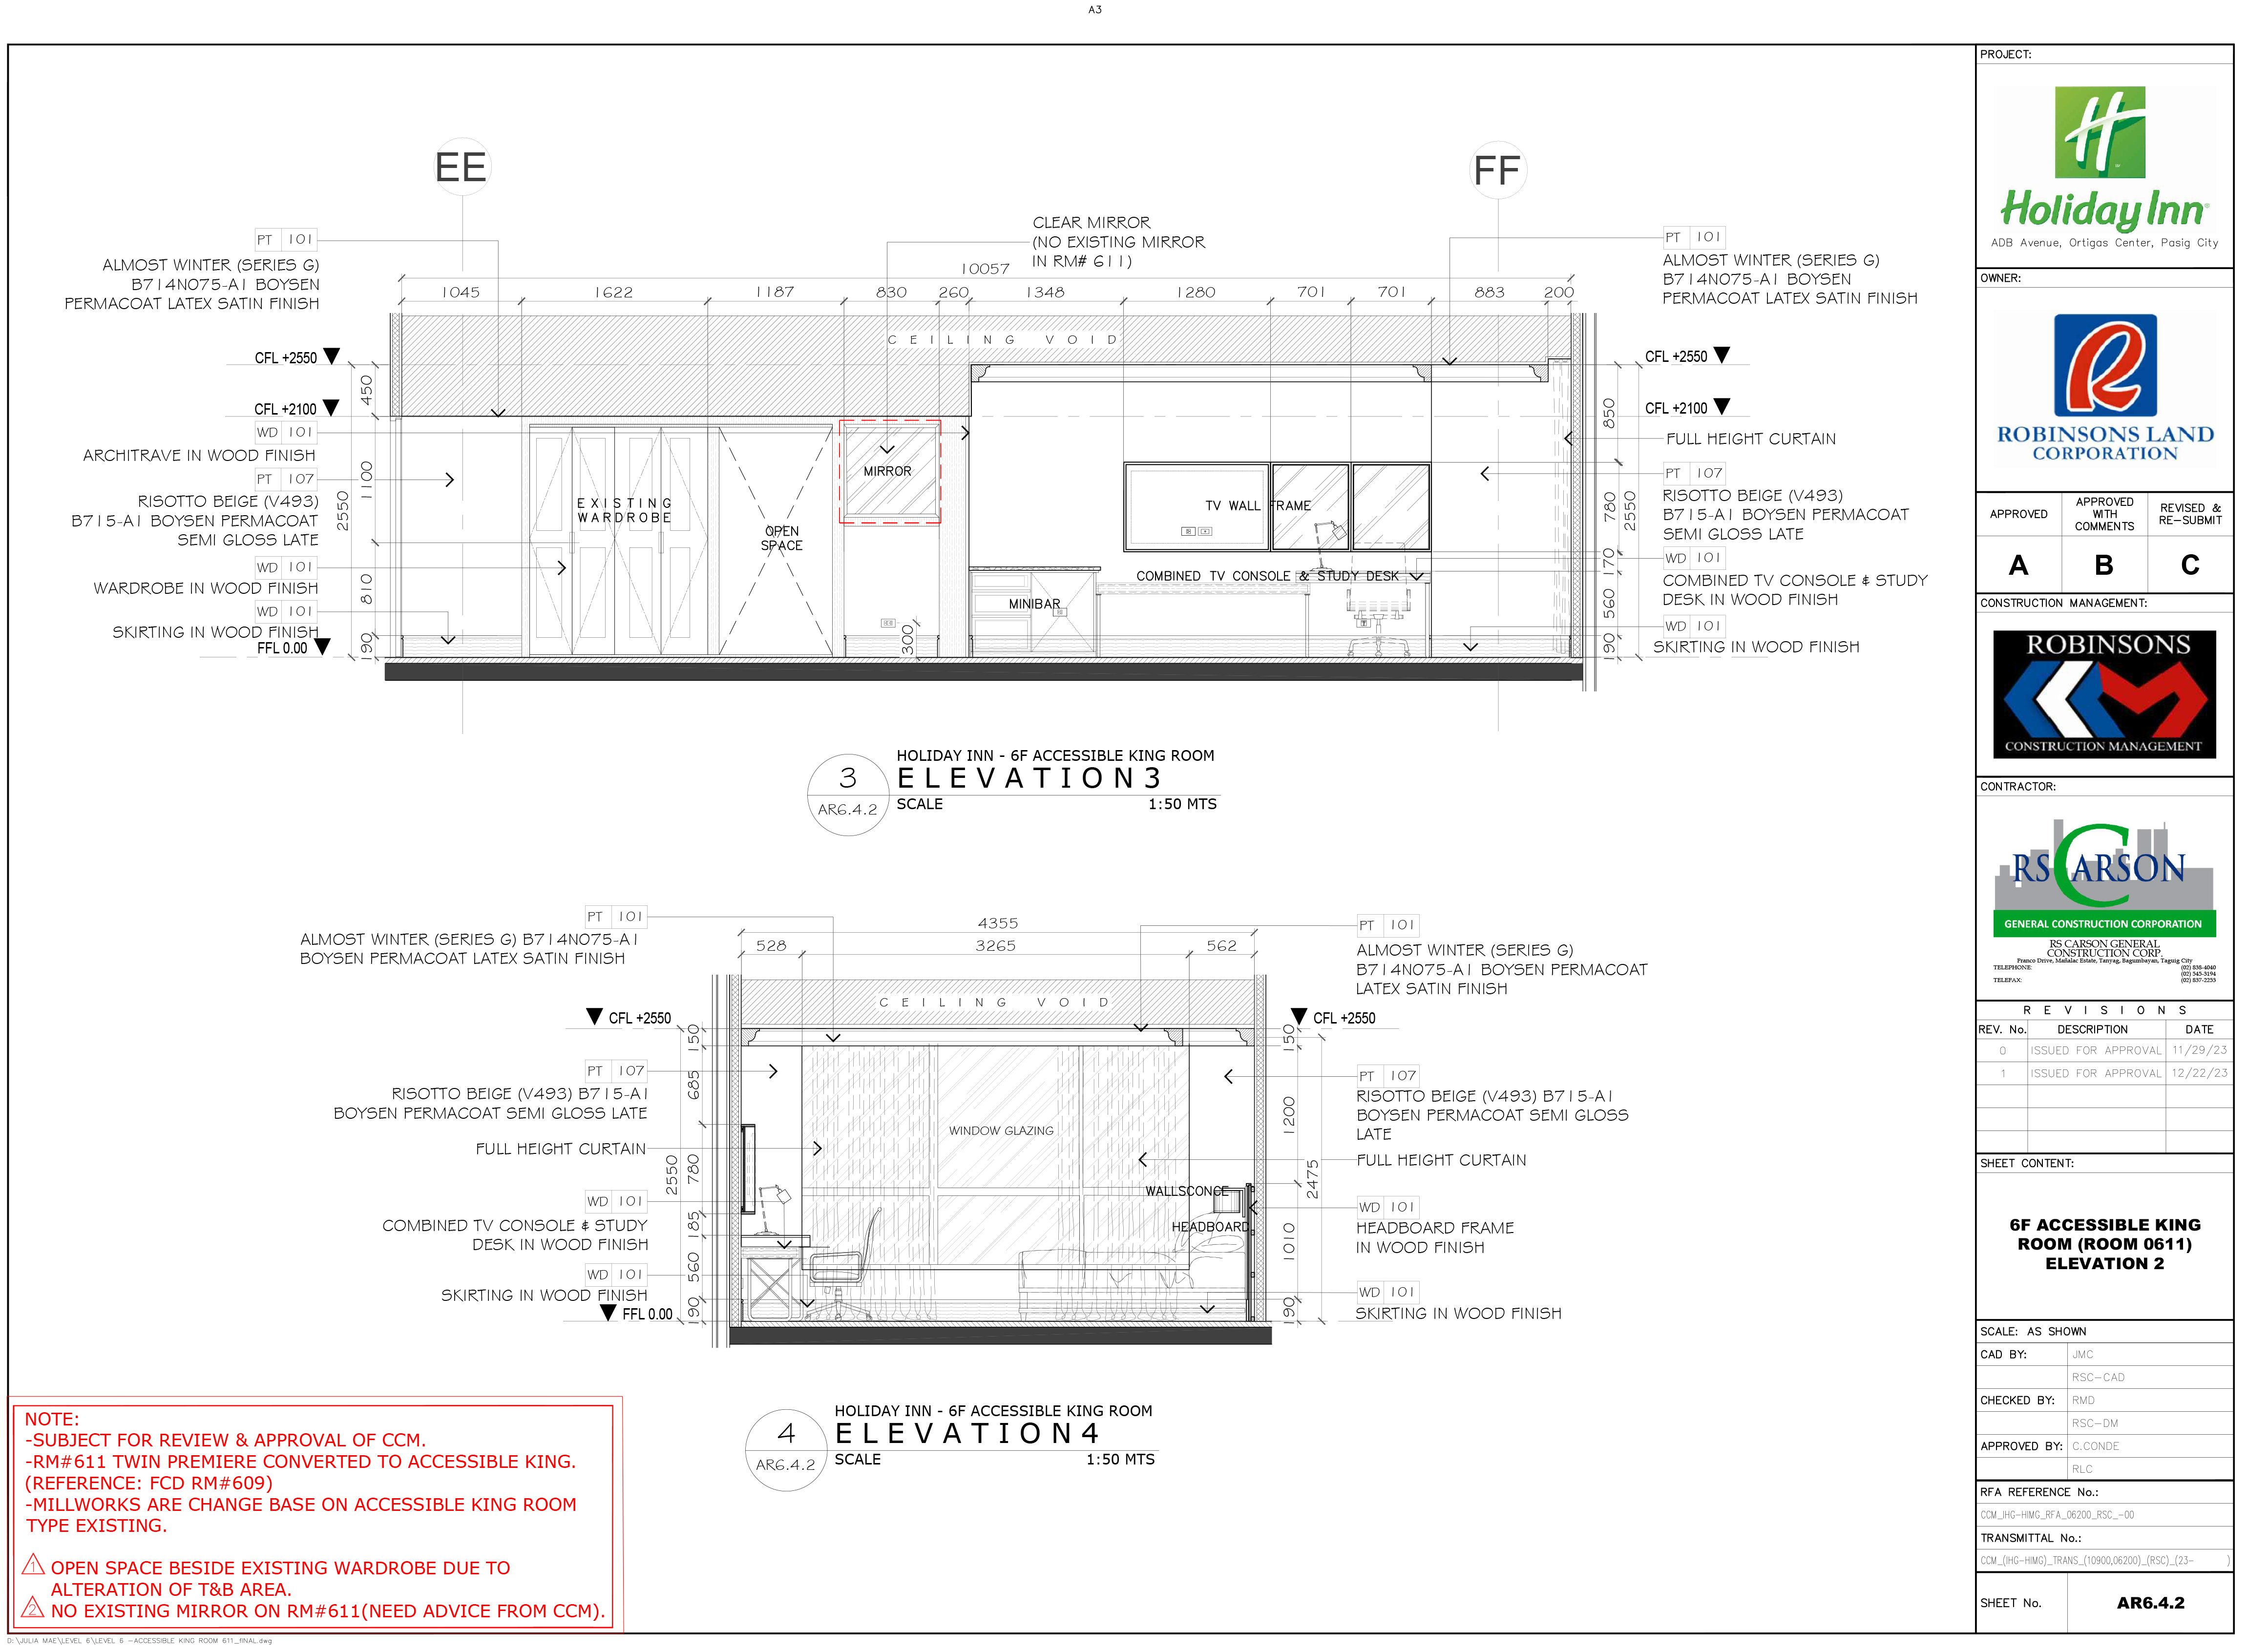 A3
EE
FF
PT 101
ALMOST WINTER (SERIES G)
B714N075-A1 BOYSEN
PERMACOAT LATEX SATIN FINISH
CLEAR MIRROR
(NO EXISTING MIRROR
IN RM# 611)
PT 101
ALMOST WINTER (SERIES G)
B714N075-A1 BOYSEN
PERMACOAT LATEX SATIN FINISH
10057
1045 1622 1187 830 260 1348 1280 701 701 883 200
CEILING VOID
CFL +2550
CFL +2100
450
1100
2550
810
190
WD 101
ARCHITRAVE IN WOOD FINISH
PT 107
RISOTTO BEIGE (V493)
B715-A1 BOYSEN PERMACOAT
SEMI GLOSS LATE
WD 101
WARDROBE IN WOOD FINISH
WD 101
SKIRTING IN WOOD FINISH
FFL 0.00
EXISTING
WARDROBE
OPEN
SPACE
MIRROR
300
TV WALL FRAME
COMBINED TV CONSOLE & STUDY DESK
MINIBAR
CFL +2550
CFL +2100
850
780
2550
170
560
190
FULL HEIGHT CURTAIN
PT 107
RISOTTO BEIGE (V493)
B715-A1 BOYSEN PERMACOAT
SEMI GLOSS LATE
WD 101
COMBINED TV CONSOLE & STUDY
DESK IN WOOD FINISH
WD 101
SKIRTING IN WOOD FINISH
3
AR6.4.2
HOLIDAY INN - 6F ACCESSIBLE KING ROOM
ELEVATION 3
SCALE 1:50 MTS
PT 101
ALMOST WINTER (SERIES G) B714N075-A1
BOYSEN PERMACOAT LATEX SATIN FINISH
4355
528 3265 562
PT 101
ALMOST WINTER (SERIES G)
B714N075-A1 BOYSEN PERMACOAT
LATEX SATIN FINISH
CEILING VOID
CFL +2550
CFL +2550
150
685
2550
780
185
560
190
PT 107
RISOTTO BEIGE (V493) B715-A1
BOYSEN PERMACOAT SEMI GLOSS LATE
FULL HEIGHT CURTAIN
WD 101
COMBINED TV CONSOLE & STUDY
DESK IN WOOD FINISH
WD 101
SKIRTING IN WOOD FINISH
FFL 0.00
WINDOW GLAZING
WALLSCONCE
HEADBOARD
150
1200
2475
1010
190
PT 107
RISOTTO BEIGE (V493) B715-A1
BOYSEN PERMACOAT SEMI GLOSS
LATE
FULL HEIGHT CURTAIN
WD 101
HEADBOARD FRAME
IN WOOD FINISH
WD 101
SKIRTING IN WOOD FINISH
4
AR6.4.2
HOLIDAY INN - 6F ACCESSIBLE KING ROOM
ELEVATION 4
SCALE 1:50 MTS
NOTE:
-SUBJECT FOR REVIEW & APPROVAL OF CCM.
-RM#611 TWIN PREMIERE CONVERTED TO ACCESSIBLE KING.
(REFERENCE: FCD RM#609)
-MILLWORKS ARE CHANGE BASE ON ACCESSIBLE KING ROOM
TYPE EXISTING.
1 OPEN SPACE BESIDE EXISTING WARDROBE DUE TO
ALTERATION OF T&B AREA.
2 NO EXISTING MIRROR ON RM#611(NEED ADVICE FROM CCM).
D:\JULIA MAE\LEVEL 6\LEVEL 6 -ACCESSIBLE KING ROOM 611_fINAL.dwg
PROJECT:
H
Holiday Inn
ADB Avenue, Ortigas Center, Pasig City
OWNER:
R
ROBINSONS LAND
CORPORATION
APPROVED
APPROVED WITH COMMENTS
REVISED & RE-SUBMIT
A B C
CONSTRUCTION MANAGEMENT:
ROBINSONS
CONSTRUCTION MANAGEMENT
CONTRACTOR:
RS CARSON
GENERAL CONSTRUCTION CORPORATION
RS CARSON GENERAL
CONSTRUCTION CORP.
Franco Drive, Mañalac Estate, Tanyag, Bagumbayan, Taguig City
TELEPHONE: (02) 838-4040
(02) 543-3194
TELEFAX: (02) 837-2253
REVISIONS
REV. No. DESCRIPTION DATE
0 ISSUED FOR APPROVAL 11/29/23
1 ISSUED FOR APPROVAL 12/22/23
SHEET CONTENT:
6F ACCESSIBLE KING
ROOM (ROOM 0611)
ELEVATION 2
SCALE: AS SHOWN
CAD BY: JMC
RSC-CAD
CHECKED BY: RMD
RSC-DM
APPROVED BY: C.CONDE
RLC
RFA REFERENCE No.:
CCM_IHG-HIMG_RFA_06200_RSC_-00
TRANSMITTAL No.:
CCM_(IHG-HIMG)_TRANS_(10900,06200)_(RSC)_(23- )
SHEET No. AR6.4.2